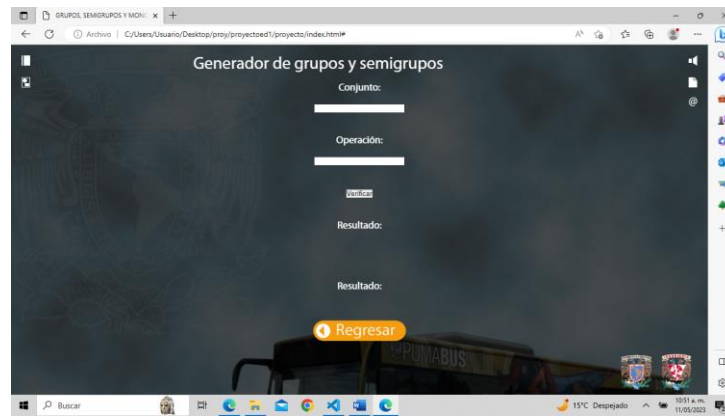 GRUPOS, SEMIGRUPOS Y MON
Archivo | C:/Users/Usuario/Desktop/proy/proyectoed1/proyecto/index.html#
Generador de grupos y semigrupos
Conjunto:
Operación:
Verificar
Resultado:
Resultado:
Regresar
@PUMABUS
@
Buscar
15°C Despejado
10:51 a. m.
11/05/2023